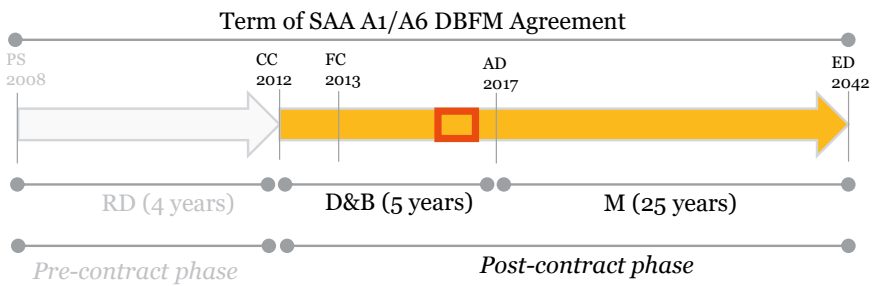 Term of SAA A1/A6 DBFM Agreement
PS
2008
CC
2012
FC
2013
AD
2017
ED
2042
RD (4 years)
D&B (5 years)
M (25 years)
Pre-contract phase
Post-contract phase